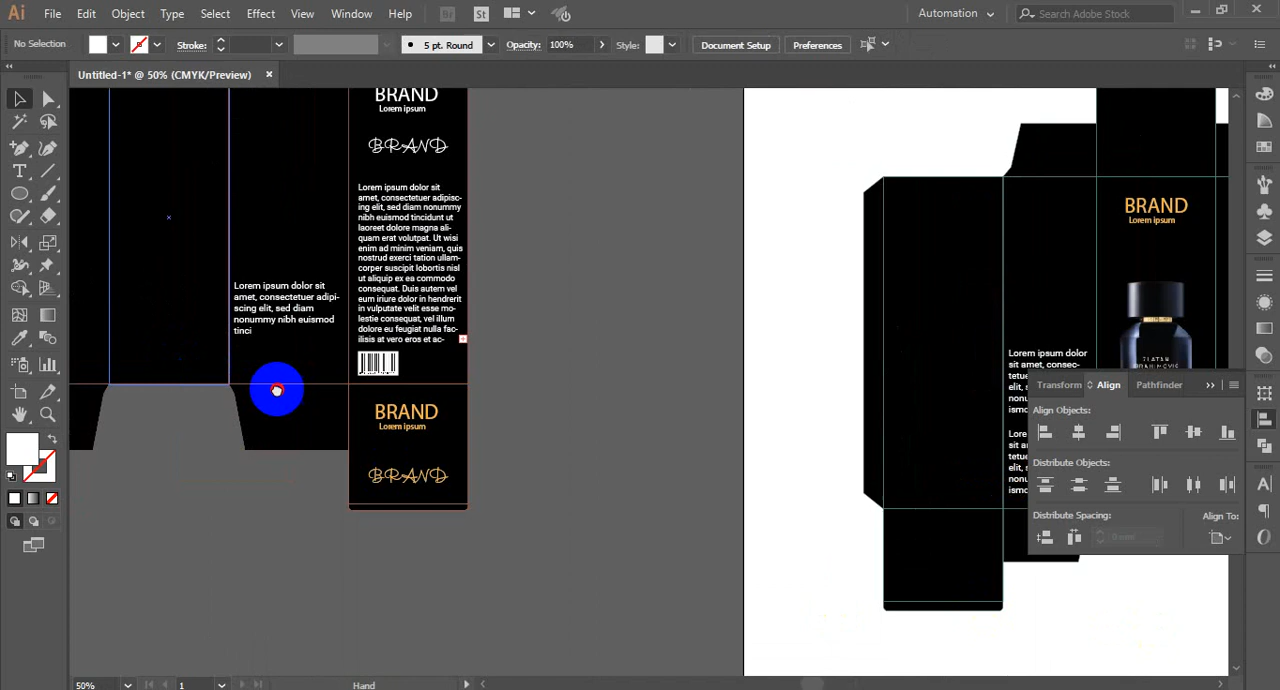 Ai File Edit Object Type Select Effect View Window Help Br St Automation Search Adobe Stock
No Selection Stroke: 5 pt. Round Opacity: 100% Style: Document Setup Preferences
Untitled-1* @ 50% (CMYK/Preview)
BRAND
Lorem ipsum
BRAND
Lorem ipsum dolor sit
amet, consectetuer adipisc-
ing elit, sed diam nonummy
nibh euismod tincidunt ut
laoreet dolore magna ali-
quam erat volutpat. Ut wisi
enim ad minim veniam, quis
nostrud exerci tation ullam-
corper suscipit lobortis nisl
ut aliquip ex ea commodo
consequat. Duis autem vel
eum iriure dolor in hendrerit
in vulputate velit esse mo-
lestie consequat, vel illum
dolore eu feugiat nulla fac-
ilisis at vero eros et ac-
Lorem ipsum dolor sit
amet, consectetuer adipi-
scing elit, sed diam
nonummy nibh euismod
tinci
BRAND
Lorem ipsum
BRAND
BRAND
Lorem ipsum
ZLATAN
Lorem ipsum dolor sit
amet, consec-
Transform Align Pathfinder
Align Objects:
Distribute Objects:
Distribute Spacing: Align To:
0 mm
50% 1 Hand